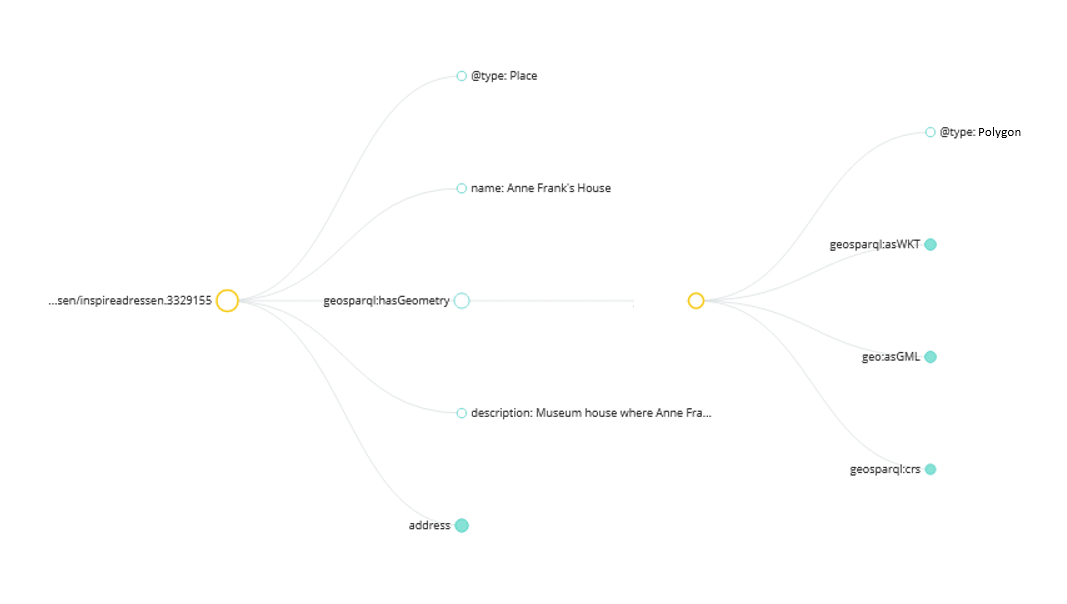 @type: Place
@type: Polygon
name: Anne Frank's House
geosparql:asWKT
...sen/inspireadressen.3329155
geosparql:hasGeometry
geo:asGML
description: Museum house where Anne Fra...
geosparql:crs
address